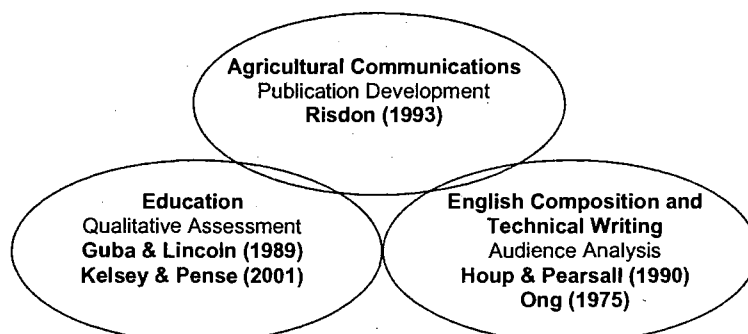 Agricultural Communications
Publication Development
Risdon (1993)
Education
Qualitative Assessment
Guba & Lincoln (1989)
Kelsey & Pense (2001)
English Composition and
Technical Writing
Audience Analysis
Houp & Pearsall (1990)
Ong (1975)